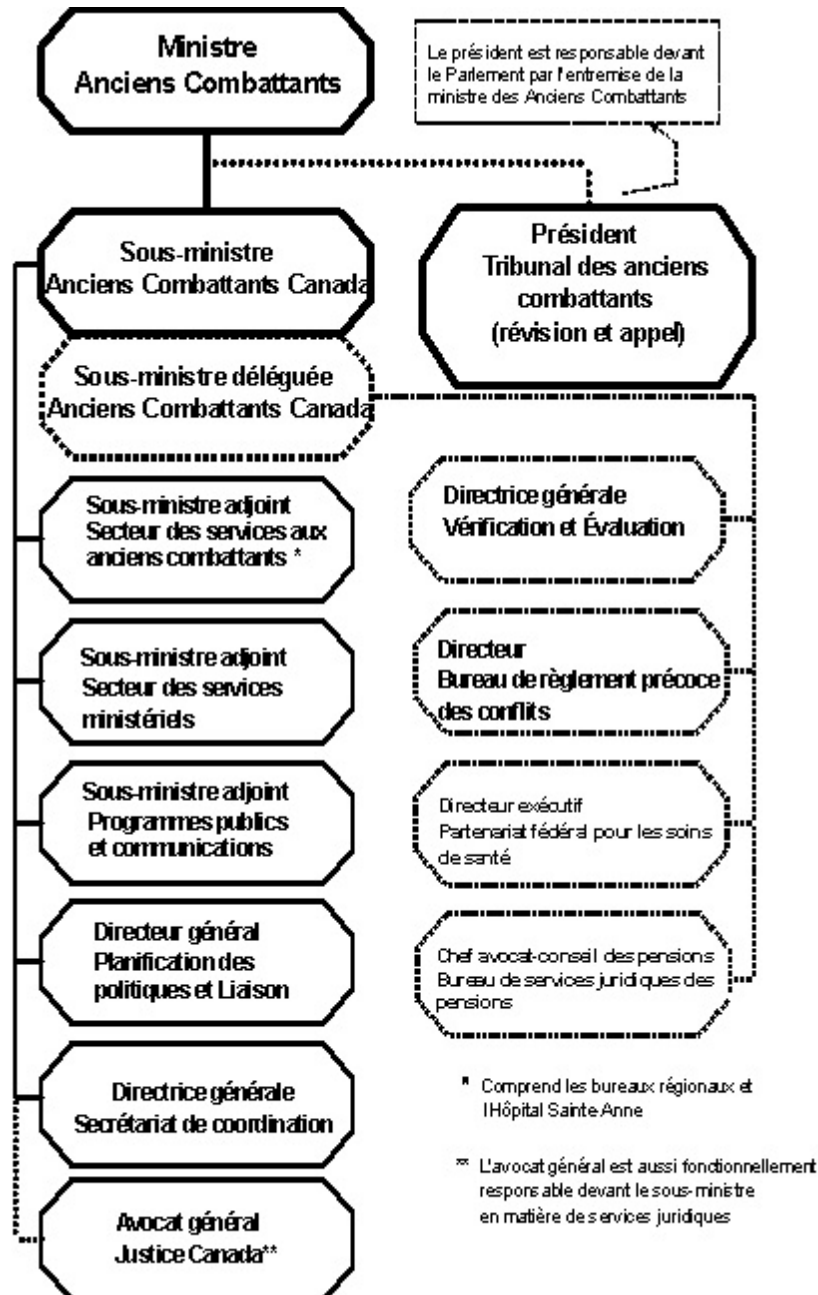 Ministre
Anciens Combattants
Le président est responsable devant
le Parlement par l'entremise de la
ministre des Anciens Combattants
Sous-ministre
Anciens Combattants Canada
Président
Tribunal des anciens
combattants
(révision et appel)
Sous-ministre déléguée
Anciens Combattants Canada
Sous-ministre adjoint
Secteur des services aux
anciens combattants *
Sous-ministre adjoint
Secteur des services
ministériels
Sous-ministre adjoint
Programmes publics
et communications
Directeur général
Planification des
politiques et Liaison
Directrice générale
Secrétariat de coordination
Avocat général
Justice Canada**
Directrice générale
Vérification et Évaluation
Directeur
Bureau de règlement précoce
des conflits
Directeur exécutif
Partenariat fédéral pour les soins
de santé
Chef avocat-conseil des pensions
Bureau de services juridiques des
pensions
* Comprend les bureaux régionaux et
l'Hôpital Sainte-Anne
** L'avocat général est aussi fonctionnellement
responsable devant le sous-ministre
en matière de services juridiques